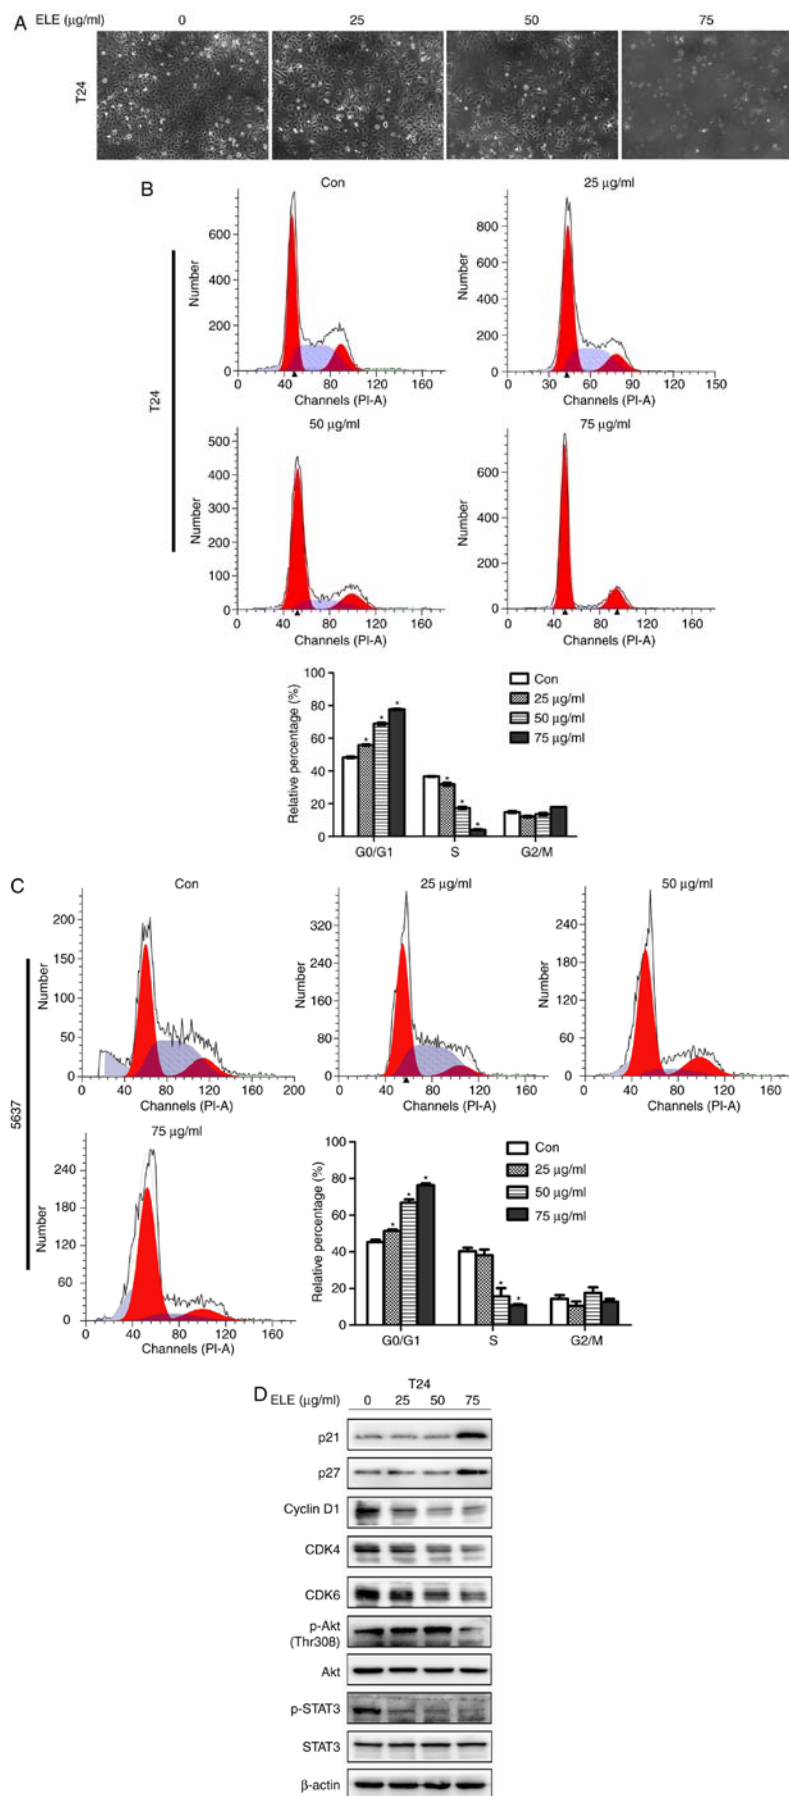 A
ELE (μg/ml) 0 25 50 75
T24
B
T24
Con
Number
600
400
200
0
0 40 80 120 160
Channels (PI-A)
25 μg/ml
Number
800
600
400
200
0
0 30 60 90 120 150
Channels (PI-A)
50 μg/ml
Number
500
400
300
200
100
0
0 40 80 120 160
Channels (PI-A)
75 μg/ml
Number
600
400
200
0
0 40 80 120 160
Channels (PI-A)
Relative percentage (%)
100
80
60
40
20
0
* * *
* * *
G0/G1 S G2/M
Con
25 μg/ml
50 μg/ml
75 μg/ml
C
5637
Con
Number
200
150
100
50
0
0 40 80 120 160 200
Channels (PI-A)
25 μg/ml
Number
320
240
160
80
0
0 40 80 120 160
Channels (PI-A)
50 μg/ml
Number
240
180
120
60
0
0 40 80 120 160
Channels (PI-A)
75 μg/ml
Number
240
180
120
60
0
0 40 80 120 160
Channels (PI-A)
Relative percentage (%)
100
80
60
40
20
0
* * *
* *
G0/G1 S G2/M
Con
25 μg/ml
50 μg/ml
75 μg/ml
D
T24
ELE (μg/ml) 0 25 50 75
p21
p27
Cyclin D1
CDK4
CDK6
p-Akt
(Thr308)
Akt
p-STAT3
STAT3
β-actin